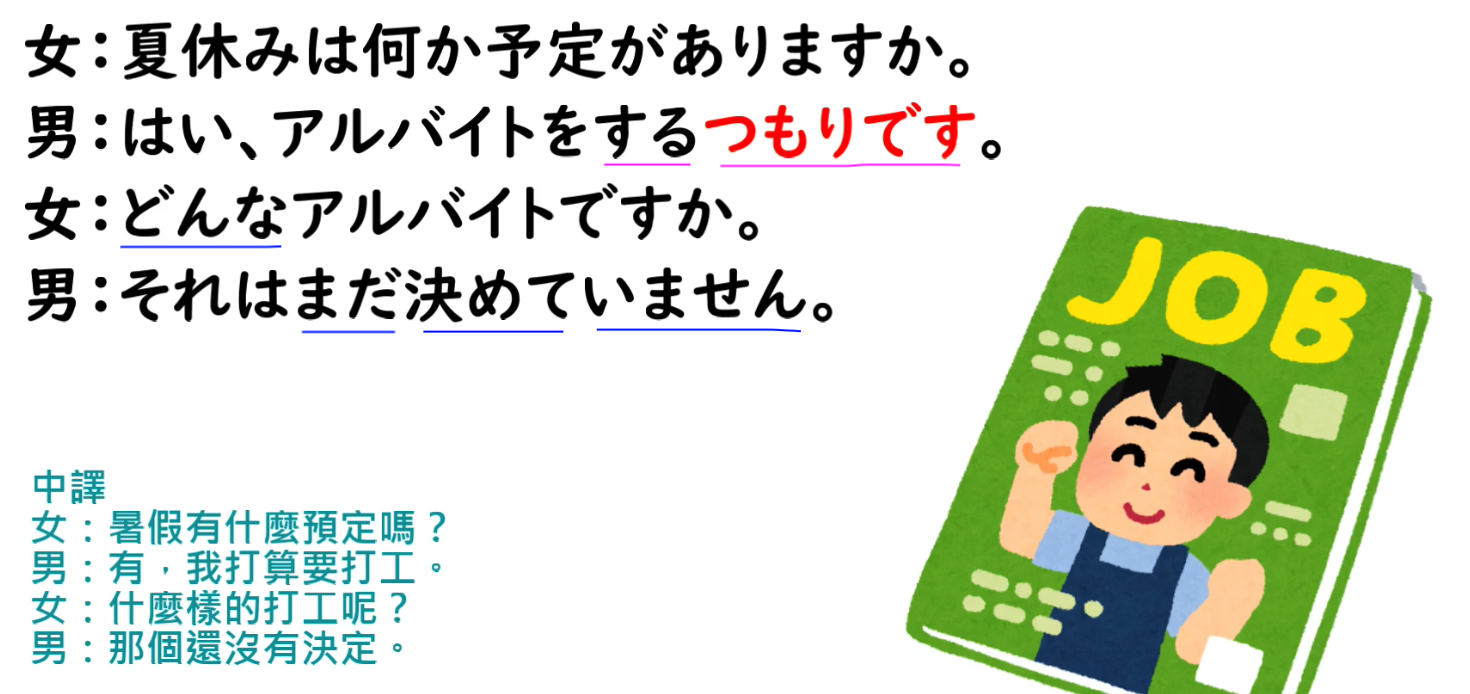 女：夏休みは何か予定がありますか。
男：はい、アルバイトをするつもりです。
女：どんなアルバイトですか。
男：それはまだ決めていません。
JOB
中譯
女：暑假有什麼預定嗎？
男：有，我打算要打工。
女：什麼樣的打工呢？
男：那個還沒有決定。